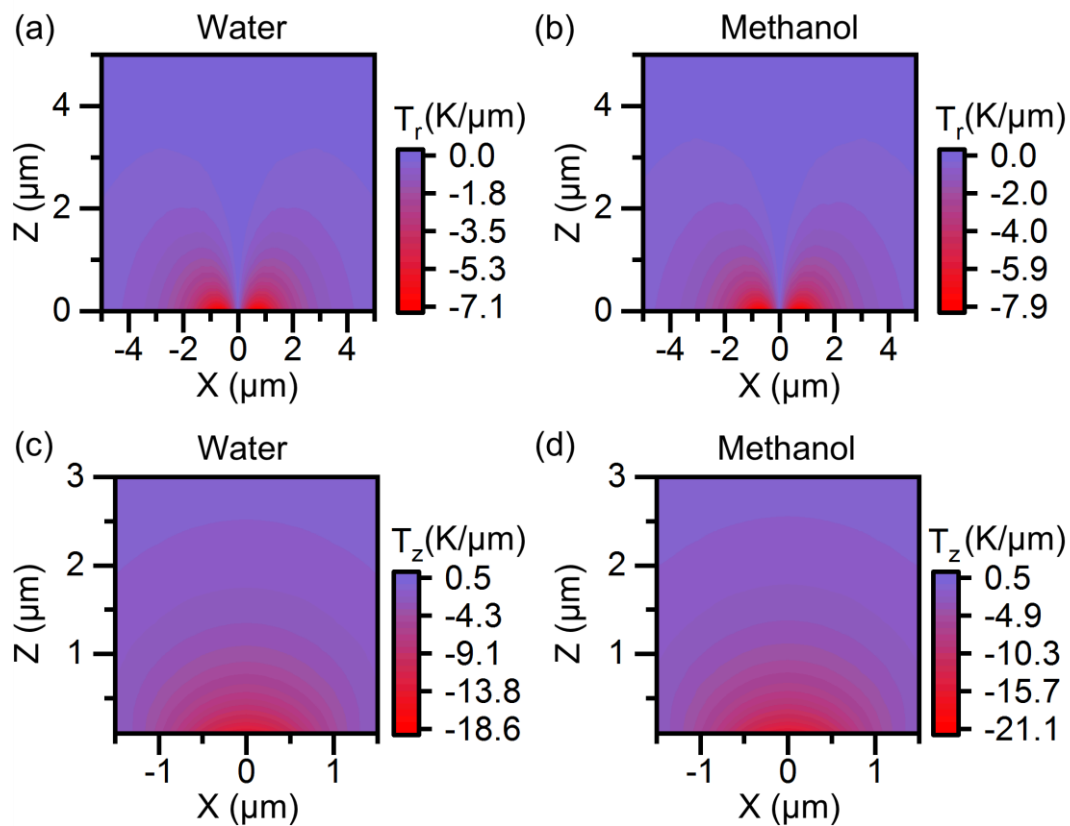 (a) Water
Z (µm)
4
2
0
-4 -2 0 2 4
X (µm)
Tr(K/µm)
0.0
-1.8
-3.5
-5.3
-7.1
(b) Methanol
Z (µm)
4
2
0
-4 -2 0 2 4
X (µm)
Tr(K/µm)
0.0
-2.0
-4.0
-5.9
-7.9
(c) Water
Z (µm)
3
2
1
-1 0 1
X (µm)
Tz(K/µm)
0.5
-4.3
-9.1
-13.8
-18.6
(d) Methanol
Z (µm)
3
2
1
-1 0 1
X (µm)
Tz(K/µm)
0.5
-4.9
-10.3
-15.7
-21.1